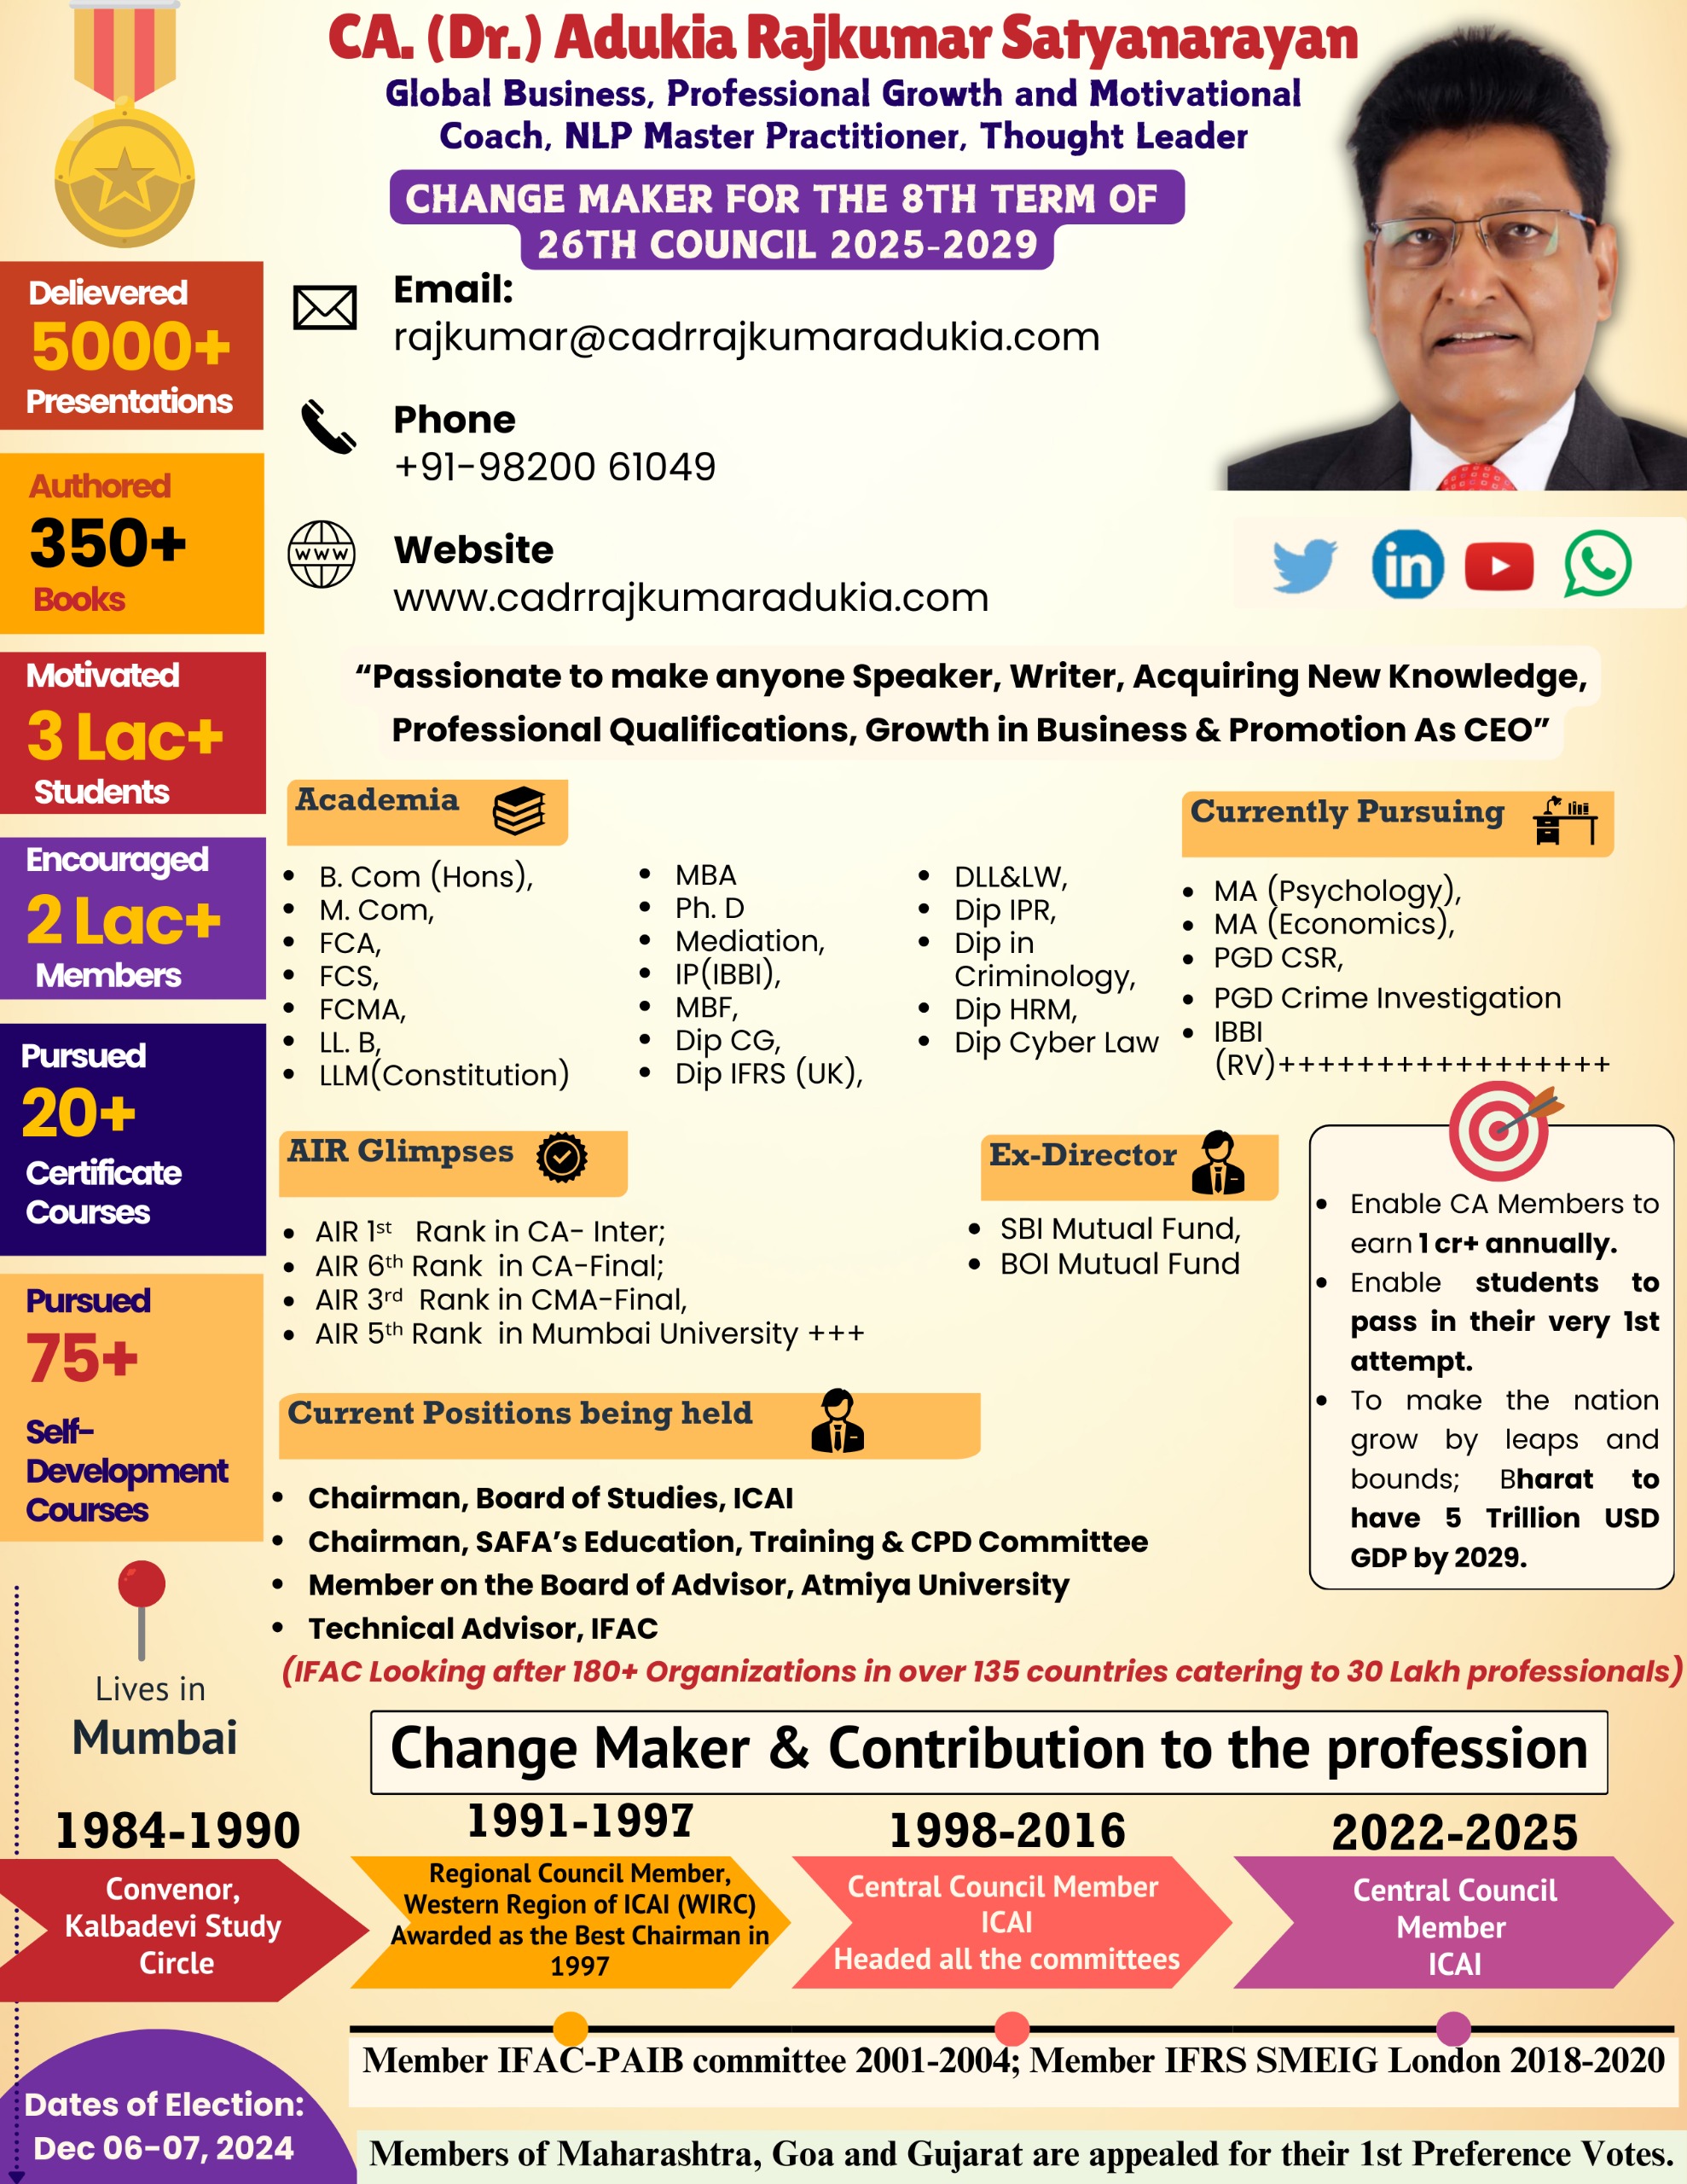 CA. (Dr.) Adukia Rajkumar Satyanarayan
Global Business, Professional Growth and Motivational
Coach, NLP Master Practitioner, Thought Leader
CHANGE MAKER FOR THE 8TH TERM OF
26TH COUNCIL 2025-2029
Delievered
5000+
Presentations
Authored
350+
Books
Motivated
3 Lac+
Students
Encouraged
2 Lac+
Members
Pursued
20+
Certificate
Courses
Pursued
75+
Self-
Development
Courses
Lives in
Mumbai
Email:
rajkumar@cadrrajkumaradukia.com
Phone
+91-98200 61049
Website
www
www.cadrrajkumaradukia.com
in
“Passionate to make anyone Speaker, Writer, Acquiring New Knowledge,
Professional Qualifications, Growth in Business & Promotion As CEO”
Academia
• B. Com (Hons),
• M. Com,
• FCA,
• FCS,
• FCMA,
• LL. B,
• LLM(Constitution)
• MBA
• Ph. D
• Mediation,
• IP(IBBI),
• MBF,
• Dip CG,
• Dip IFRS (UK),
• DLL&LW,
• Dip IPR,
• Dip in
Criminology,
• Dip HRM,
• Dip Cyber Law
Currently Pursuing
• MA (Psychology),
• MA (Economics),
• PGD CSR,
• PGD Crime Investigation
• IBBI
(RV)+++++++++++++++++
AIR Glimpses
• AIR 1st Rank in CA- Inter;
• AIR 6th Rank in CA-Final;
• AIR 3rd Rank in CMA-Final,
• AIR 5th Rank in Mumbai University +++
Ex-Director
• SBI Mutual Fund,
• BOI Mutual Fund
• Enable CA Members to
earn 1 cr+ annually.
• Enable students to
pass in their very 1st
attempt.
• To make the nation
grow by leaps and
bounds; Bharat to
have 5 Trillion USD
GDP by 2029.
Current Positions being held
• Chairman, Board of Studies, ICAI
• Chairman, SAFA’s Education, Training & CPD Committee
• Member on the Board of Advisor, Atmiya University
• Technical Advisor, IFAC
(IFAC Looking after 180+ Organizations in over 135 countries catering to 30 Lakh professionals)
Change Maker & Contribution to the profession
1984-1990
Convenor,
Kalbadevi Study
Circle
1991-1997
Regional Council Member,
Western Region of ICAI (WIRC)
Awarded as the Best Chairman in
1997
1998-2016
Central Council Member
ICAI
Headed all the committees
2022-2025
Central Council
Member
ICAI
Member IFAC-PAIB committee 2001-2004; Member IFRS SMEIG London 2018-2020
Dates of Election:
Dec 06-07, 2024
Members of Maharashtra, Goa and Gujarat are appealed for their 1st Preference Votes.